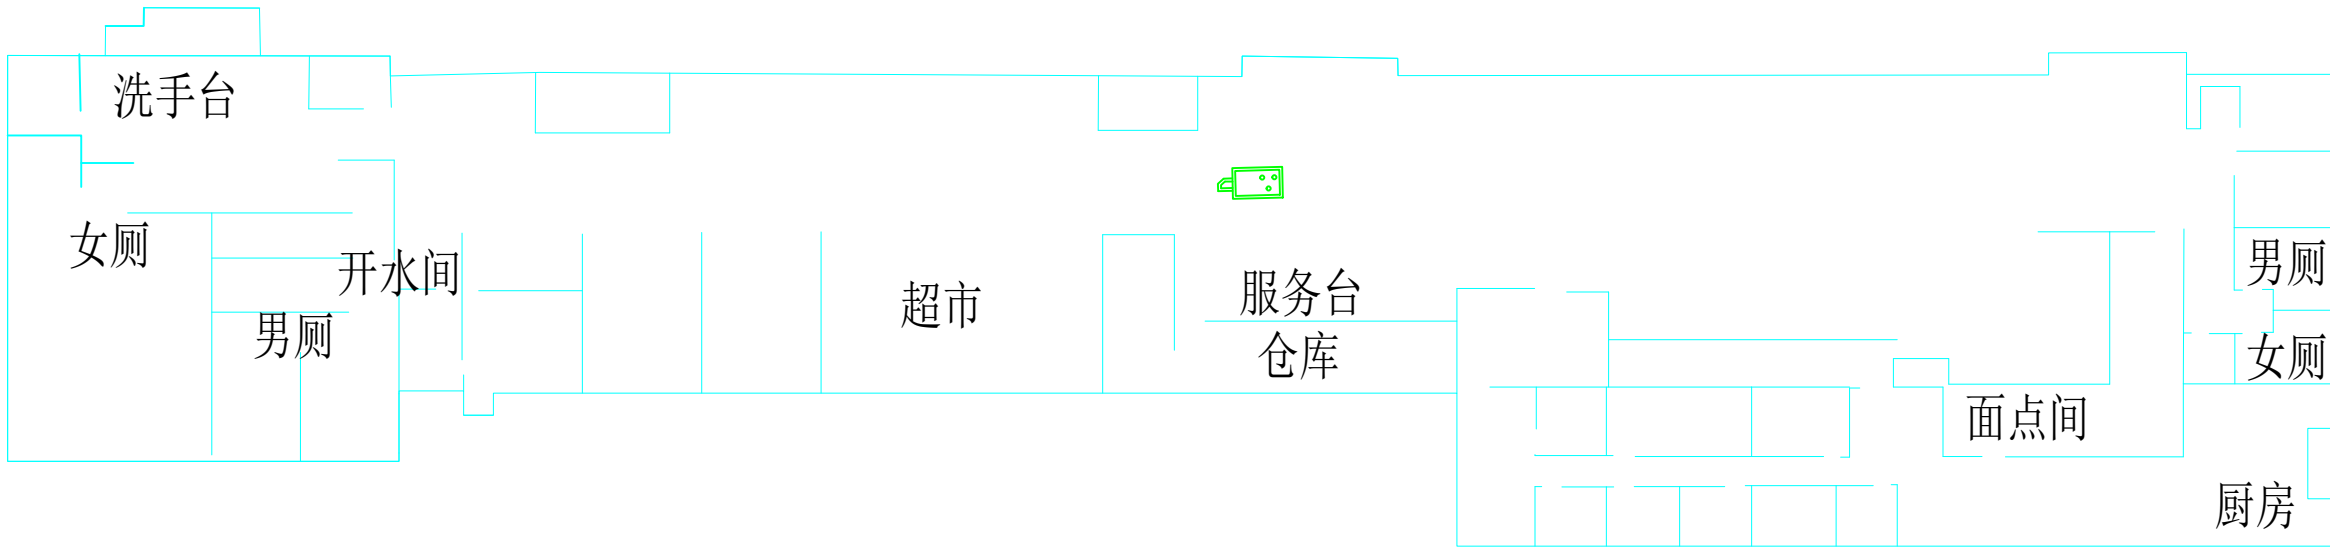 洗手台
女厕
开水间
男厕
超市
服务台
仓库
面点间
男厕
女厕
厨房